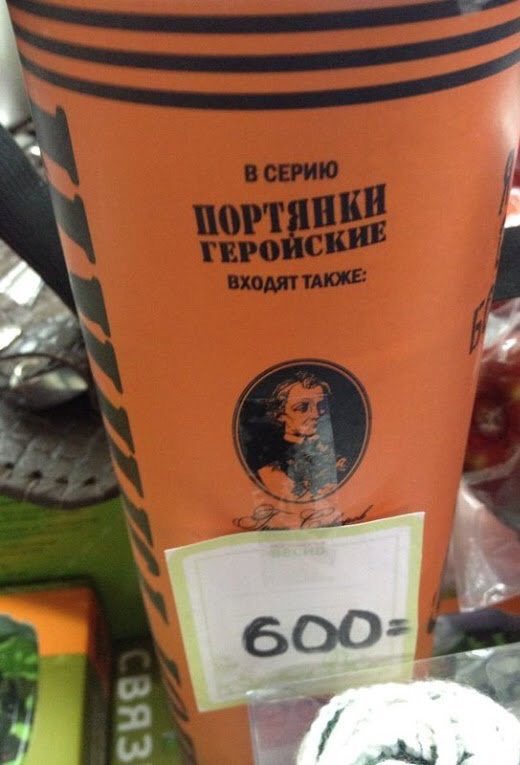 В СЕРИЮ
ПОРТЯНКИ
ГЕРОЙСКИЕ
ВХОДЯТ ТАКЖЕ:
600=
СВЯЗ